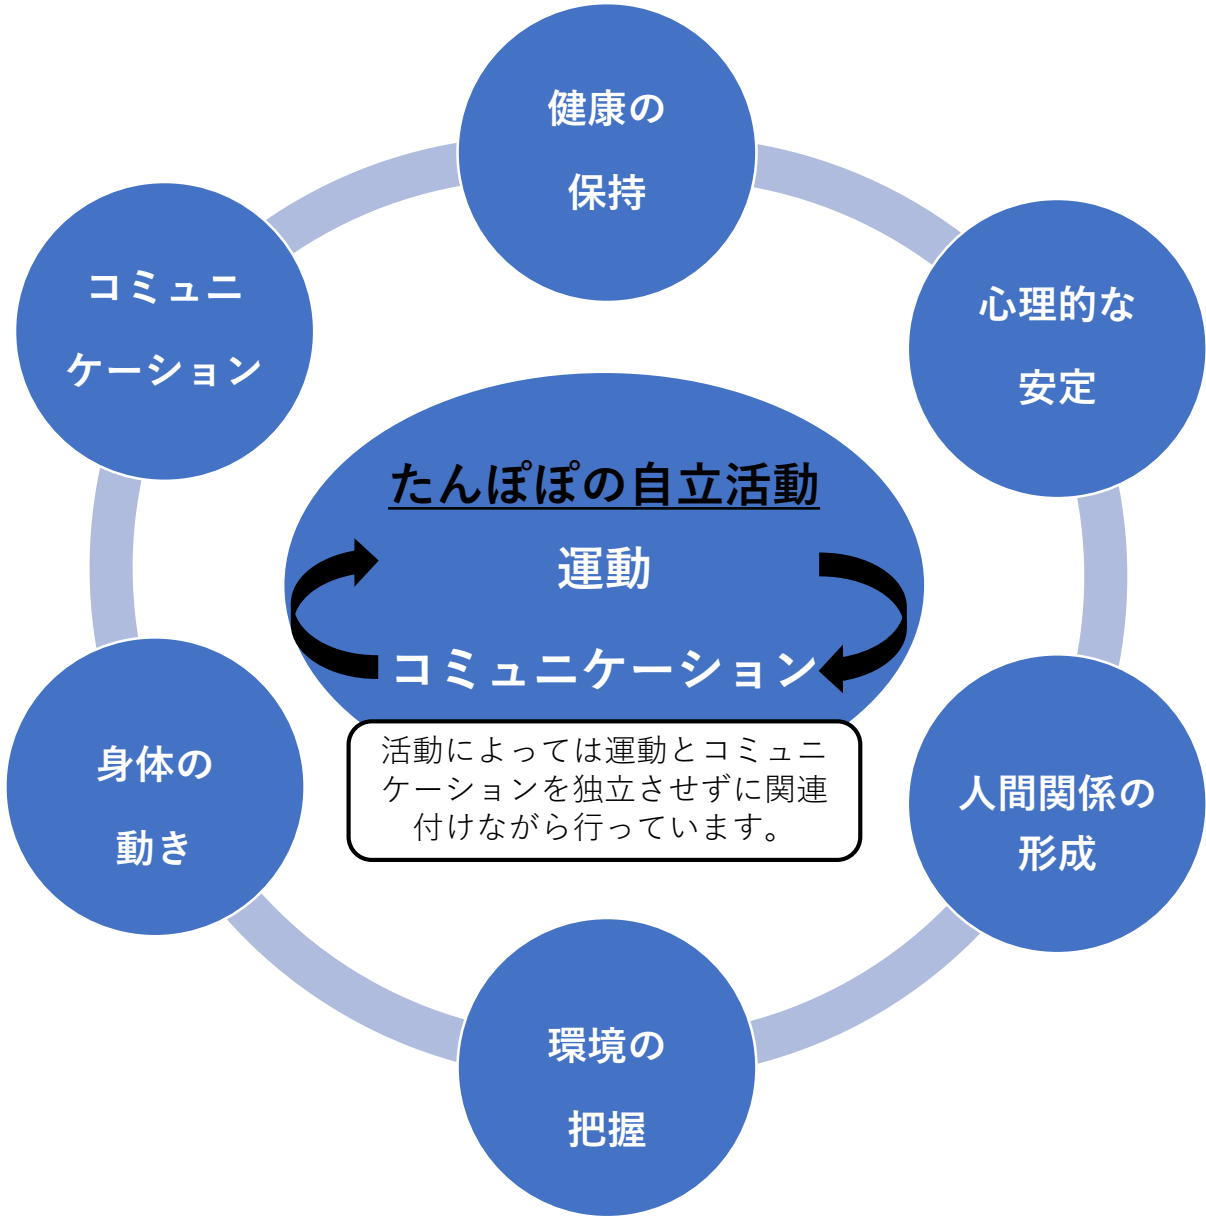 健康の
保持
心理的な
安定
人間関係の
形成
環境の
把握
身体の
動き
コミュニ
ケーション
たんぽぽの自立活動
運動
コミュニケーション
活動によっては運動とコミュニ
ケーションを独立させずに関連
付けながら行っています。